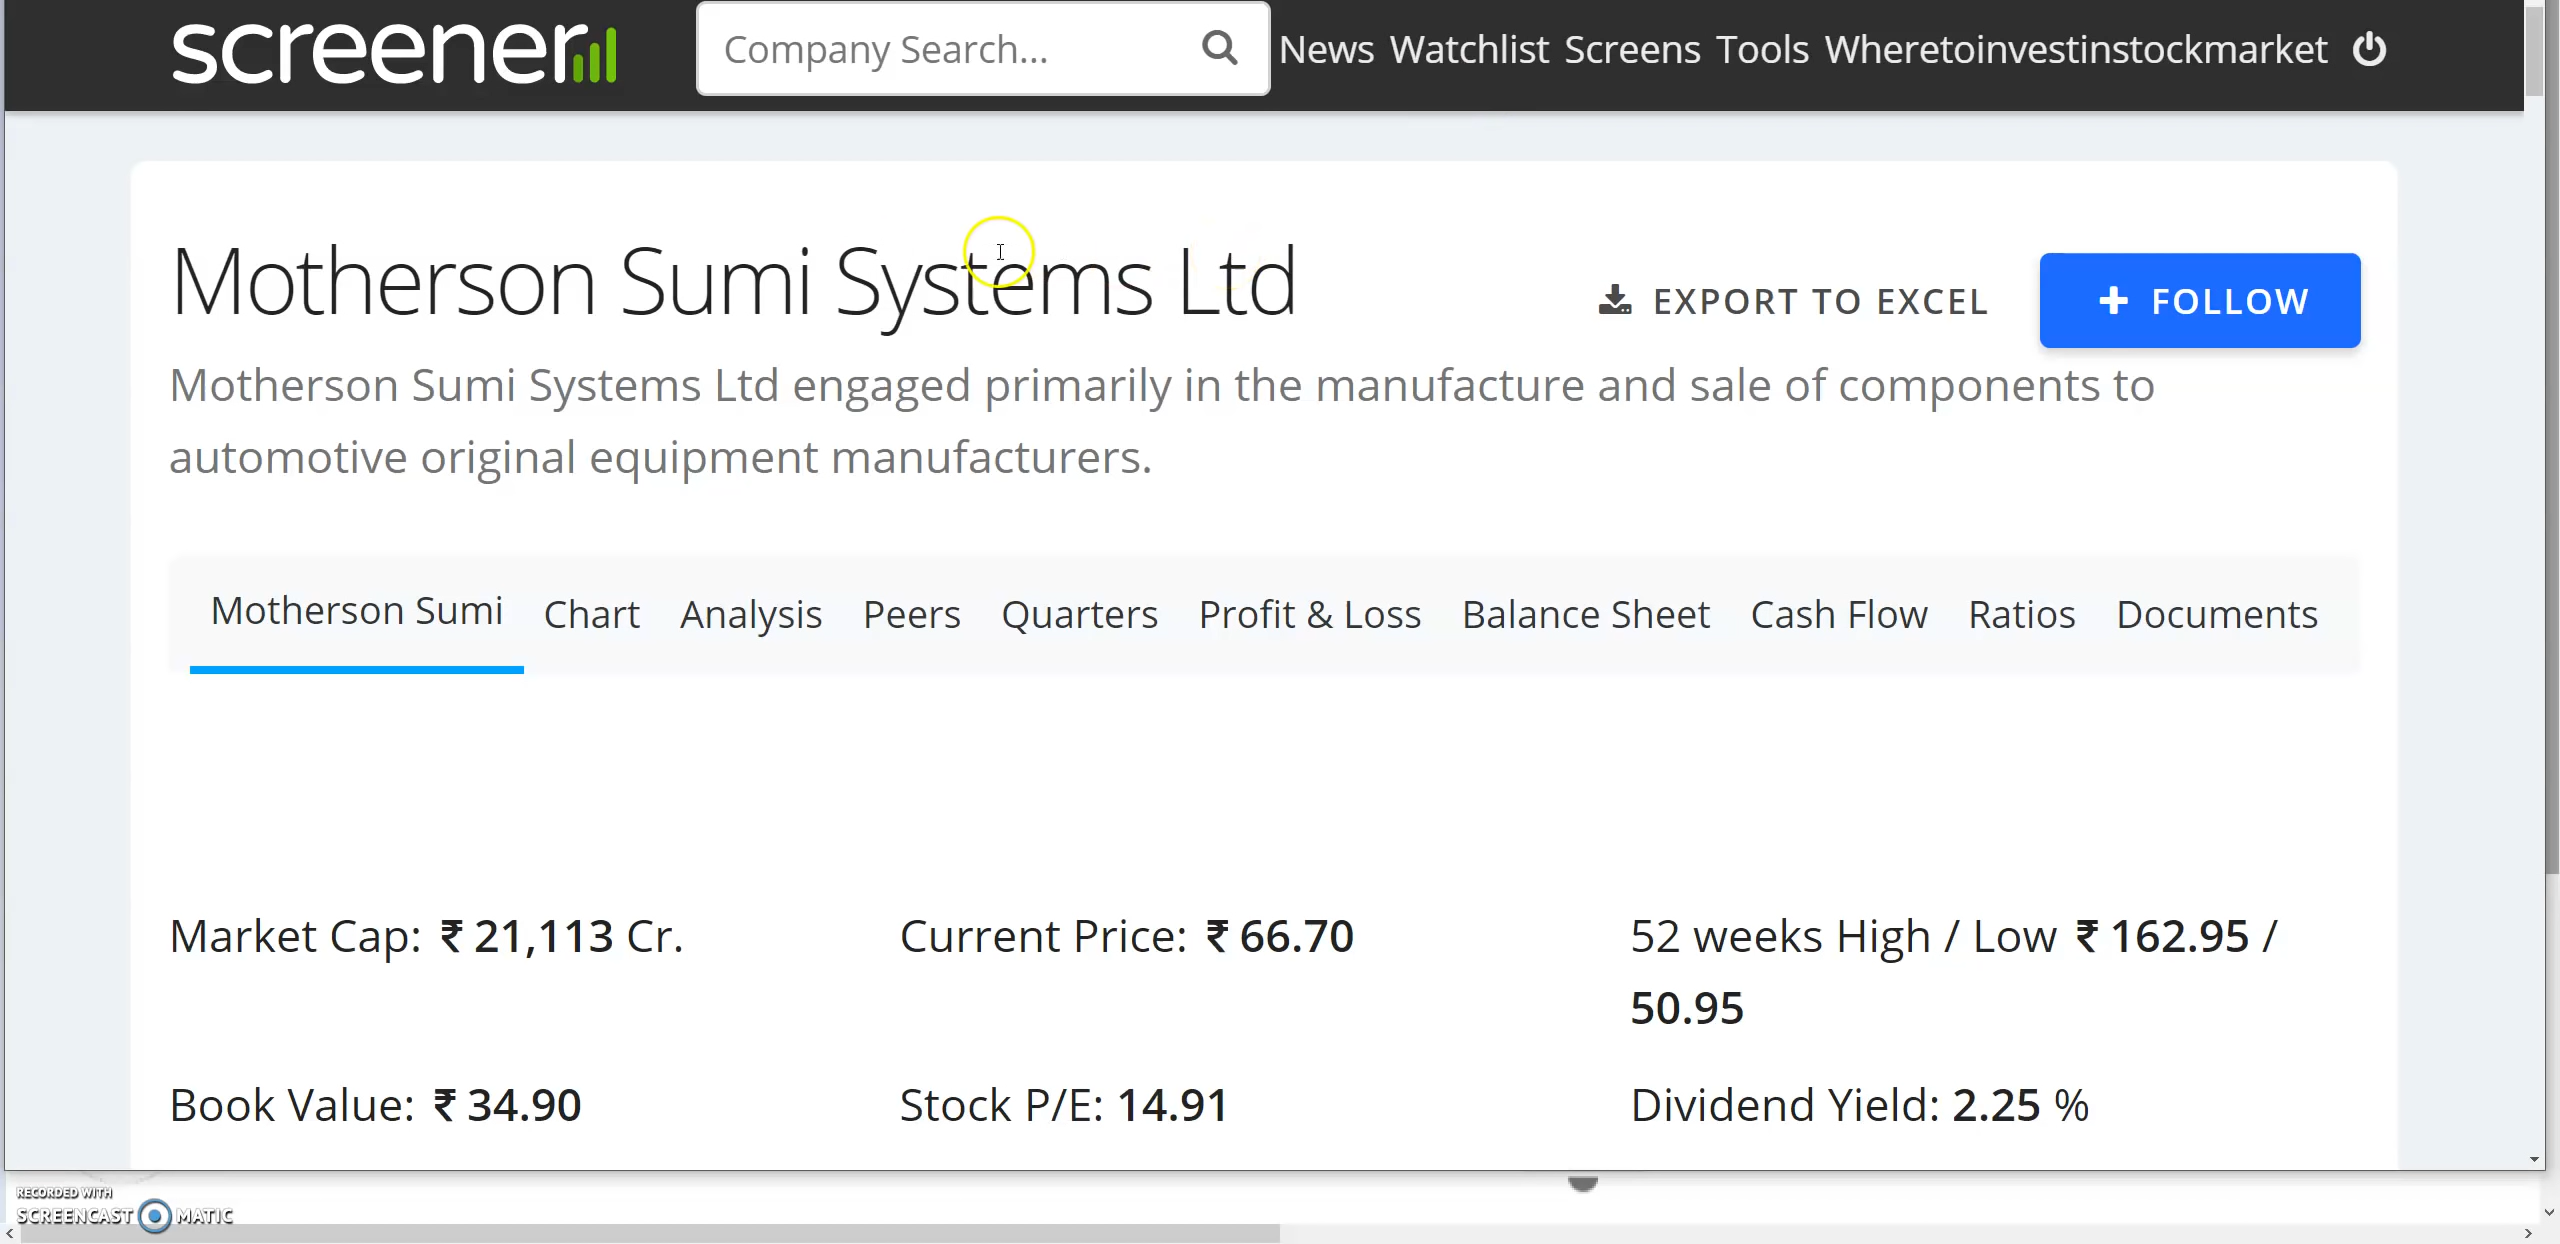 screener
Company Search...
News Watchlist Screens Tools Wheretoinvestinstockmarket
Motherson Sumi Systems Ltd
EXPORT TO EXCEL
+ FOLLOW
Motherson Sumi Systems Ltd engaged primarily in the manufacture and sale of components to
automotive original equipment manufacturers.
Motherson Sumi Chart Analysis Peers Quarters Profit & Loss Balance Sheet Cash Flow Ratios Documents
Market Cap: ₹ 21,113 Cr.
Current Price: ₹ 66.70
52 weeks High / Low ₹ 162.95 /
50.95
Book Value: ₹ 34.90
Stock P/E: 14.91
Dividend Yield: 2.25 %
RECORDED WITH
SCREENCAST MATIC